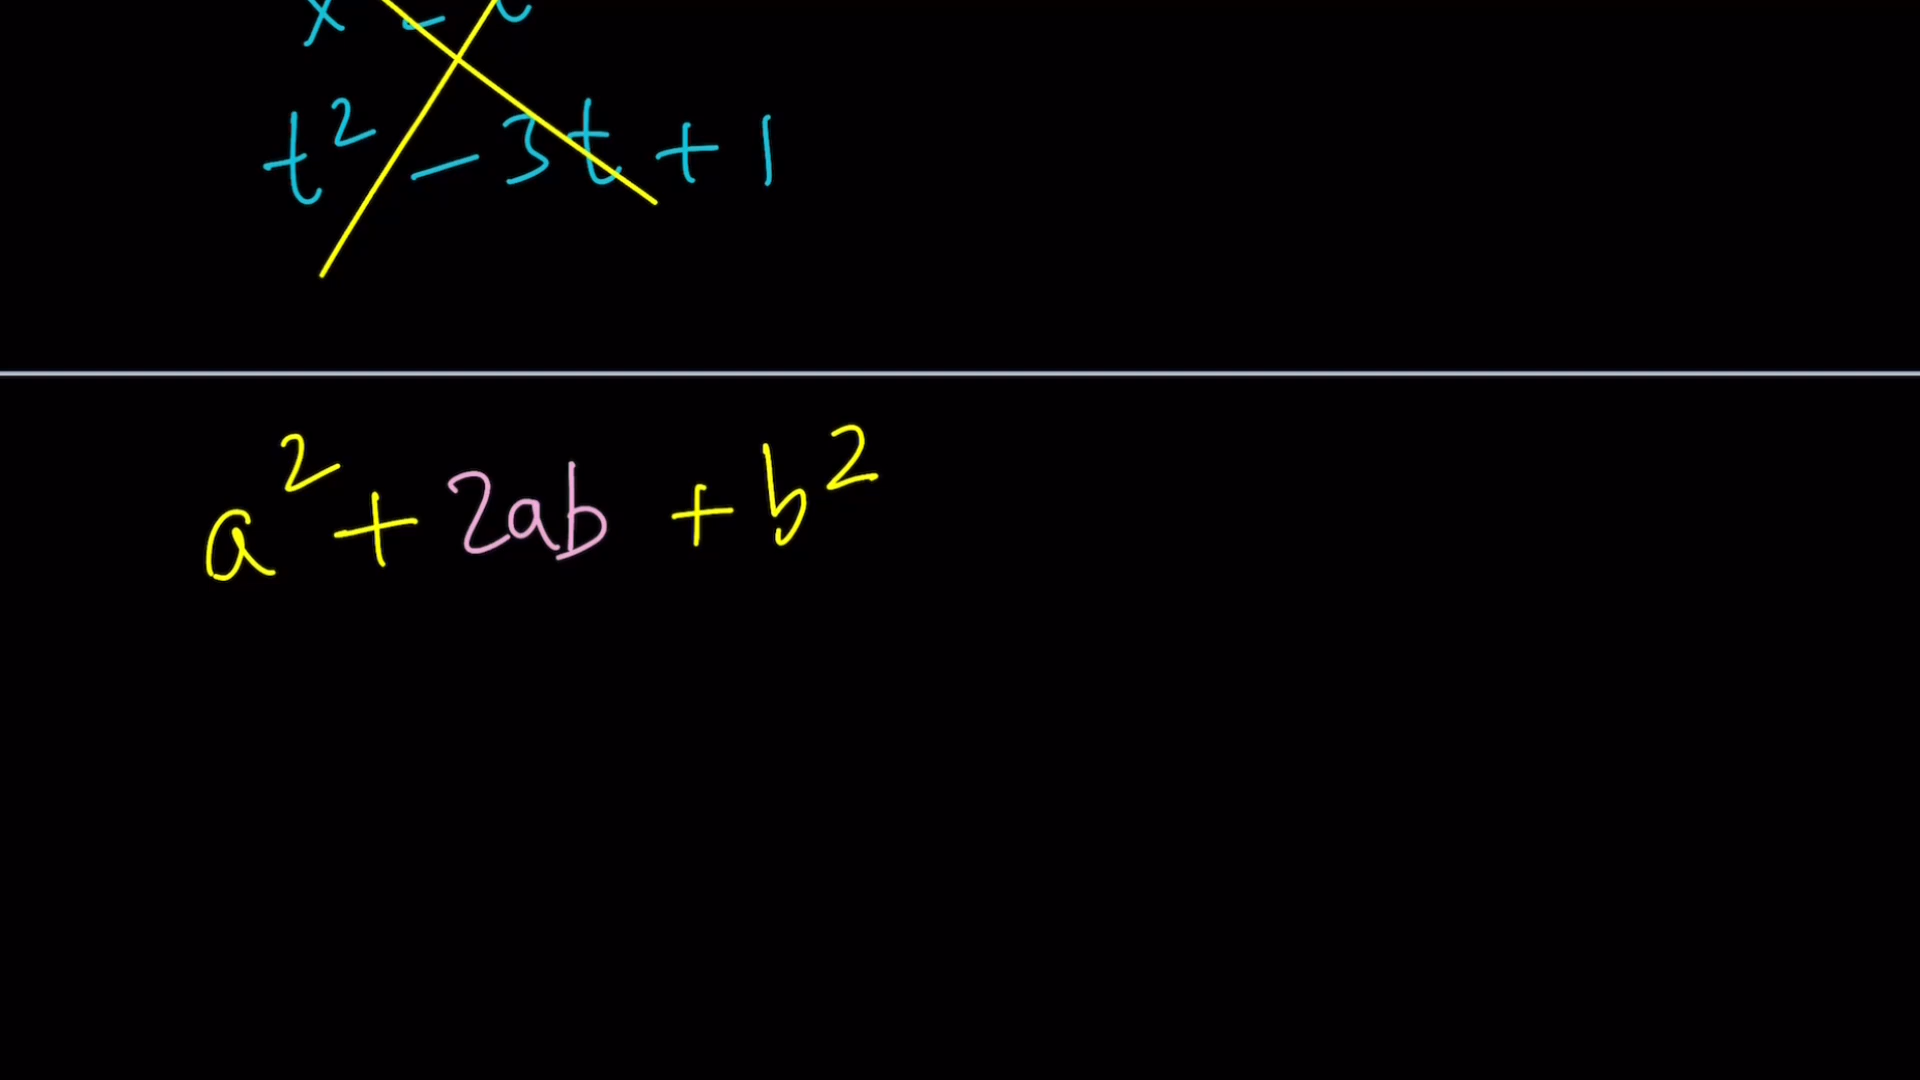 t² - 3t + 1
a² + 2ab + b²